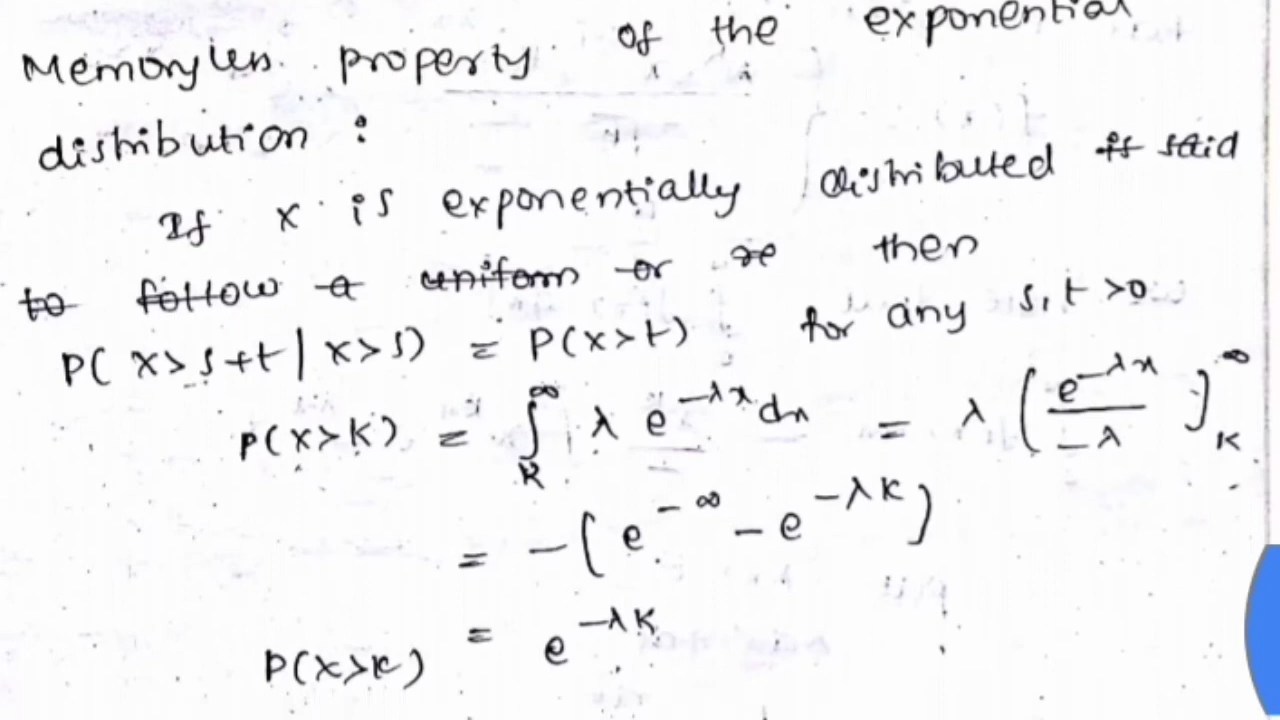 Memoryless property of the exponential
distribution :
If X is exponentially distributed is said
to follow a uniform or re then
P( X > s+t | X > s) = P(X > t) for any s, t > 0
P(X > K) = ∫_K^∞ λ e^{-λx} dx = λ ( e^{-λx} / -λ ]_K^∞
= -( e^{-∞} - e^{-λK} )
P(X > K) = e^{-λK}